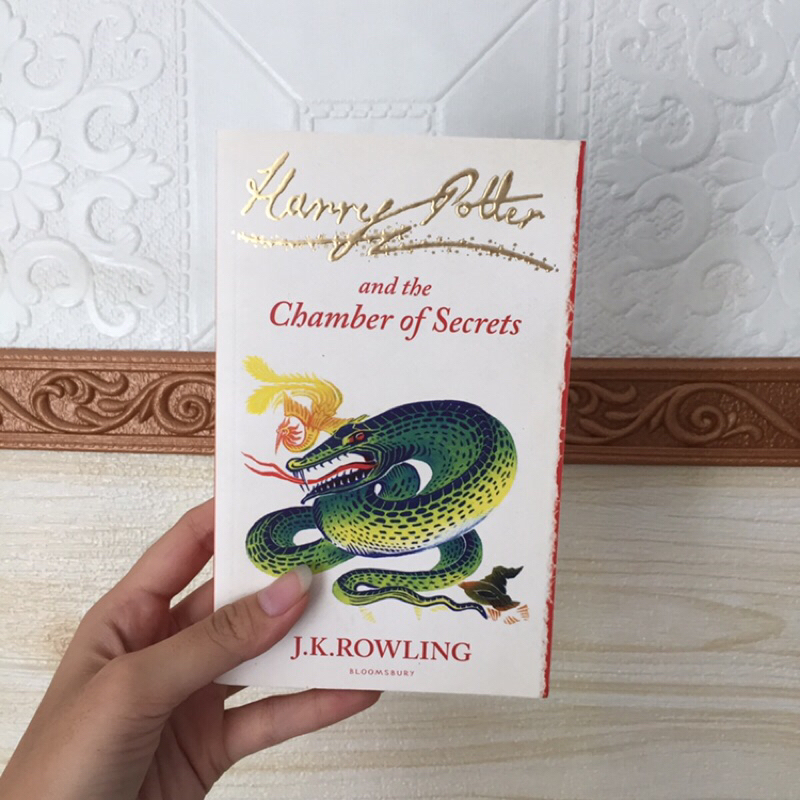 Harry Potter
and the
Chamber of Secrets
J.K.ROWLING
BLOOMSBURY